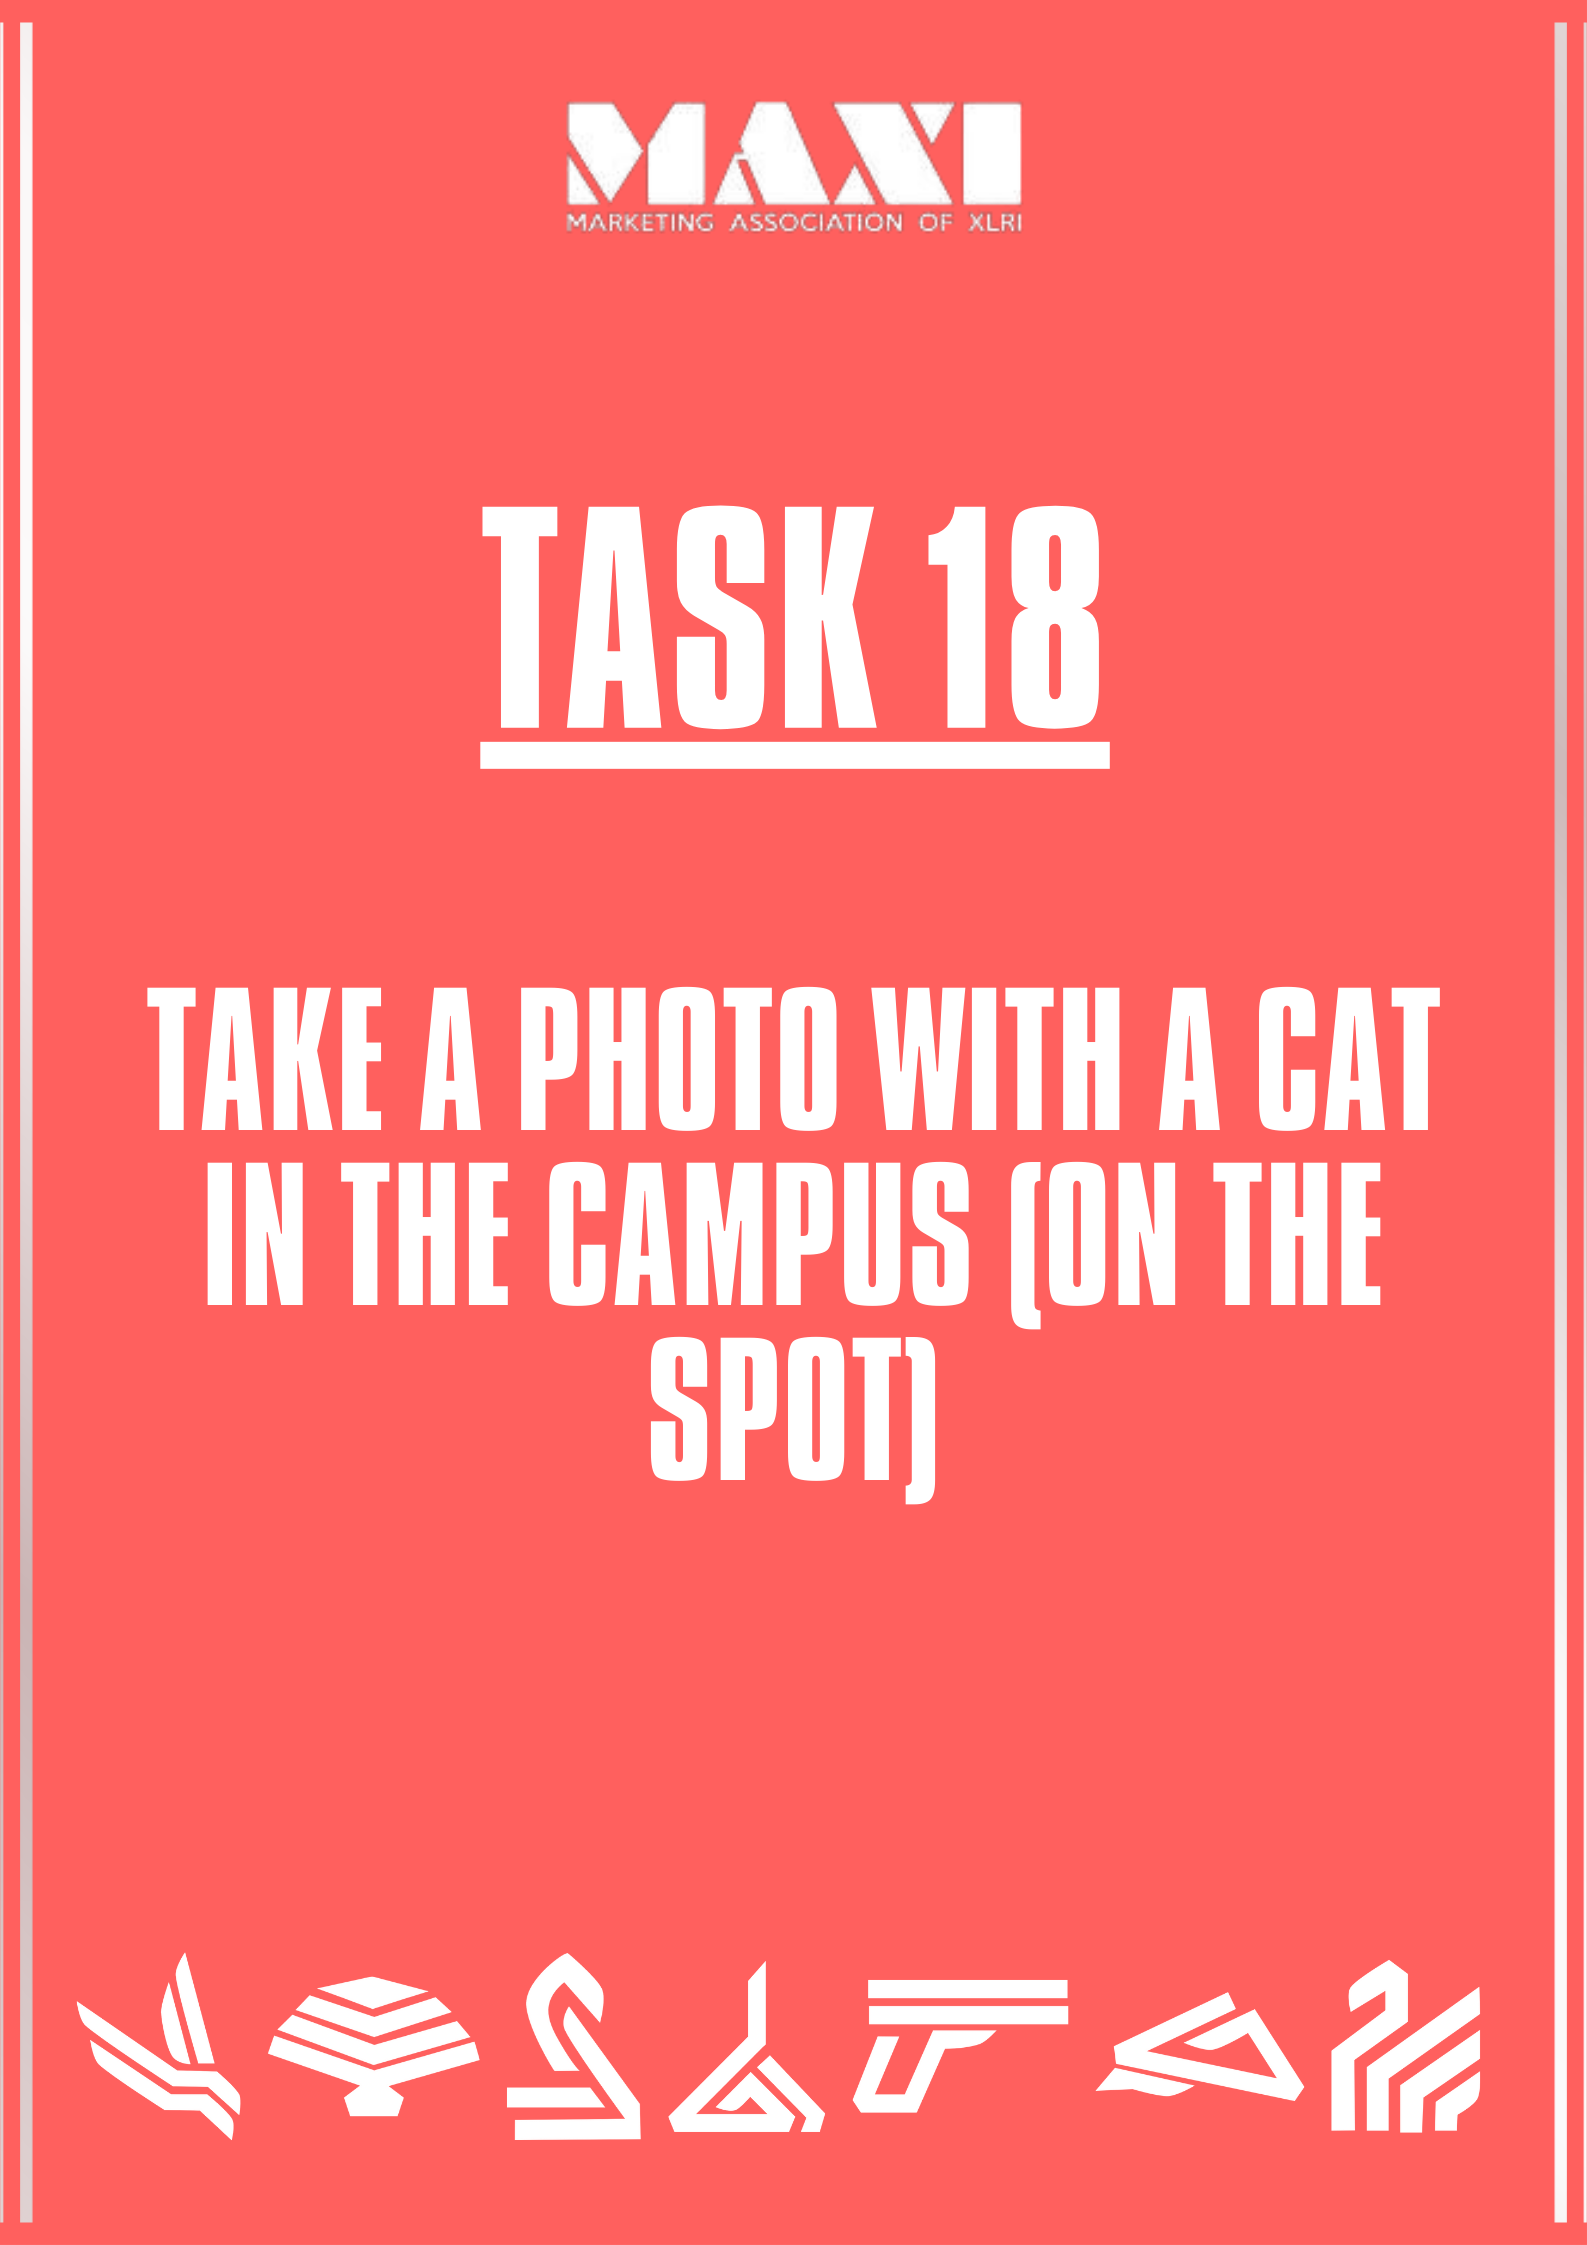 MAXI
MARKETING ASSOCIATION OF XLRI
TASK 18
TAKE A PHOTO WITH A CAT
IN THE CAMPUS (ON THE
SPOT)